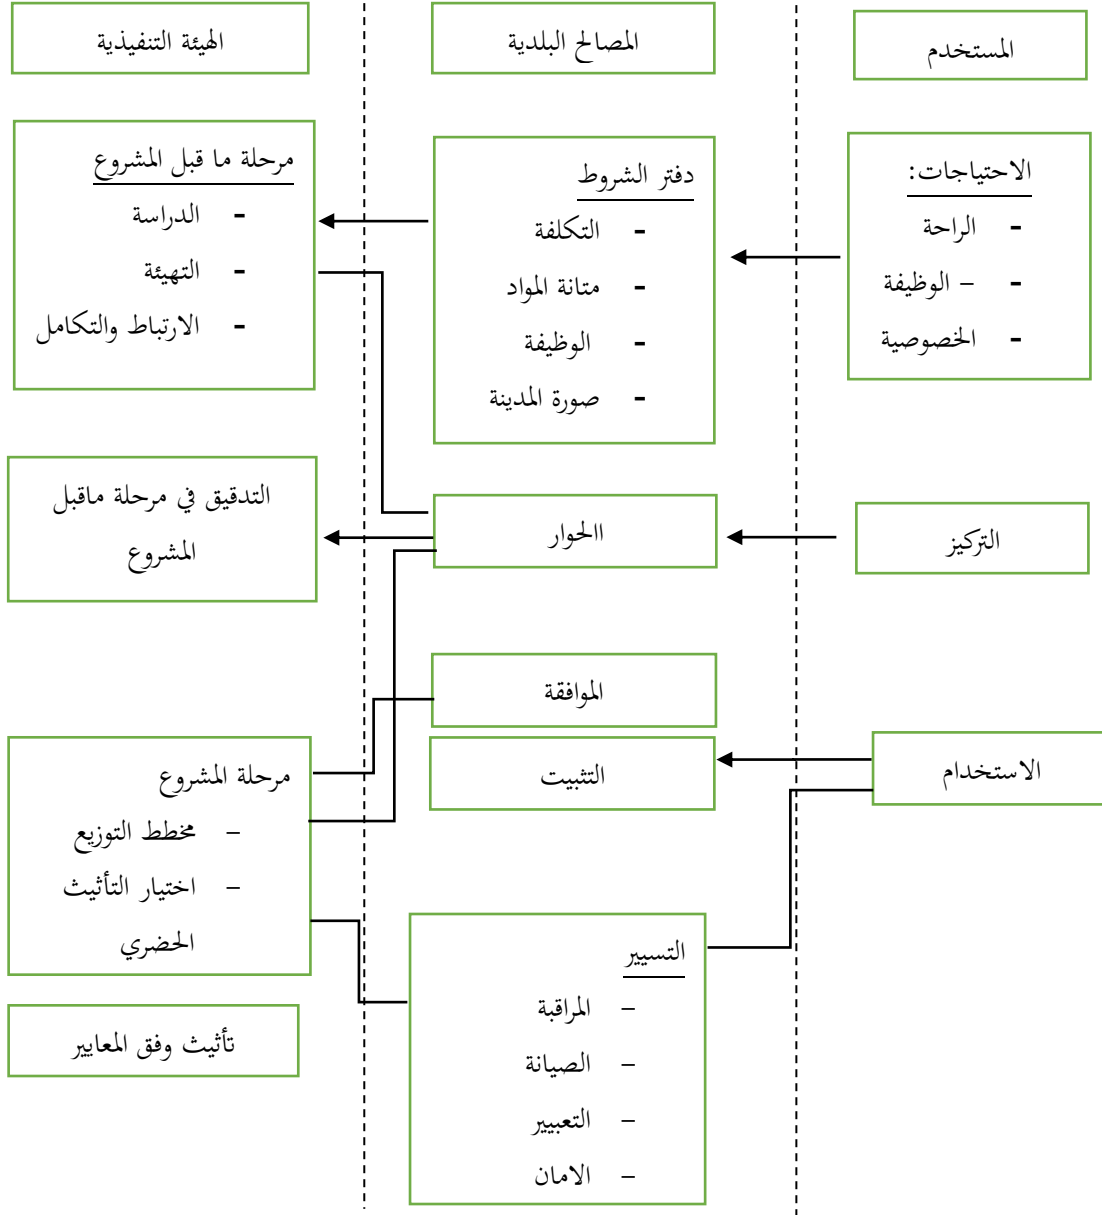 المستخدم
المصالح البلدية
الهيئة التنفيذية
الاحتياجات:
- الراحة
- – الوظيفة
- الخصوصية
دفتر الشروط
- التكلفة
- متانة المواد
- الوظيفة
- صورة المدينة
مرحلة ما قبل المشروع
- الدراسة
- التهيئة
- الارتباط والتكامل
التركيز
االحوار
التدقيق في مرحلة ماقبل
المشروع
الموافقة
الاستخدام
التثبيت
مرحلة المشروع
– مخطط التوزيع
– اختيار التأثيث
الحضري
التسيير
– المراقبة
– الصيانة
– التعبيير
– الامان
تأثيث وفق المعايير